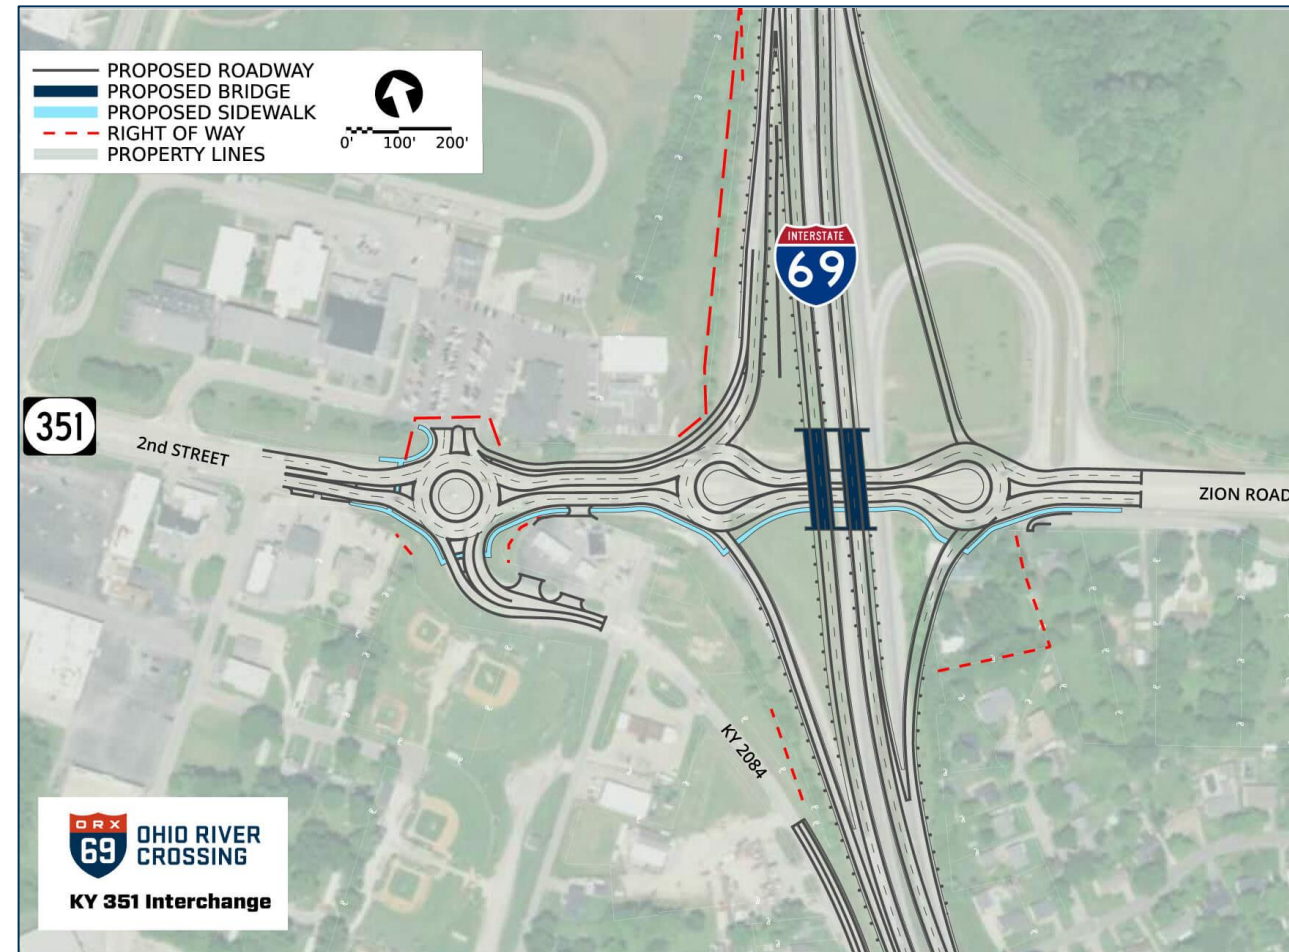 PROPOSED ROADWAY
PROPOSED BRIDGE
PROPOSED SIDEWALK
RIGHT OF WAY
PROPERTY LINES
0' 100' 200'
INTERSTATE
69
351
2nd STREET
ZION ROAD
KY 2084
ORX
69
OHIO RIVER
CROSSING
KY 351 Interchange